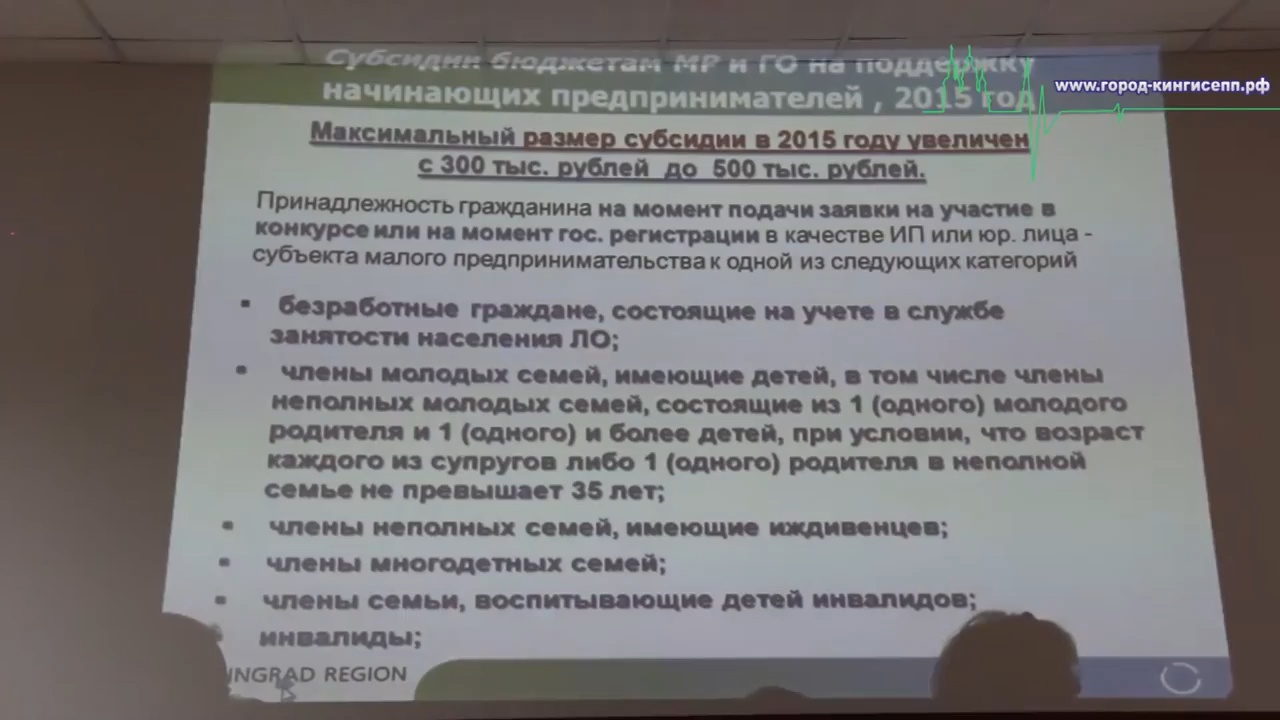 Субсидии бюджетам МР и ГО на поддержку
начинающих предпринимателей , 2015 год
www.город-кингисепп.рф
Максимальный размер субсидии в 2015 году увеличен
с 300 тыс. рублей до 500 тыс. рублей.
Принадлежность гражданина на момент подачи заявки на участие в
конкурсе или на момент гос. регистрации в качестве ИП или юр. лица -
субъекта малого предпринимательства к одной из следующих категорий
▪ безработные граждане, состоящие на учете в службе
занятости населения ЛО;
▪ члены молодых семей, имеющие детей, в том числе члены
неполных молодых семей, состоящие из 1 (одного) молодого
родителя и 1 (одного) и более детей, при условии, что возраст
каждого из супругов либо 1 (одного) родителя в неполной
семье не превышает 35 лет;
▪ члены неполных семей, имеющие иждивенцев;
▪ члены многодетных семей;
▪ члены семьи, воспитывающие детей инвалидов;
▪ инвалиды;
INGRAD REGION